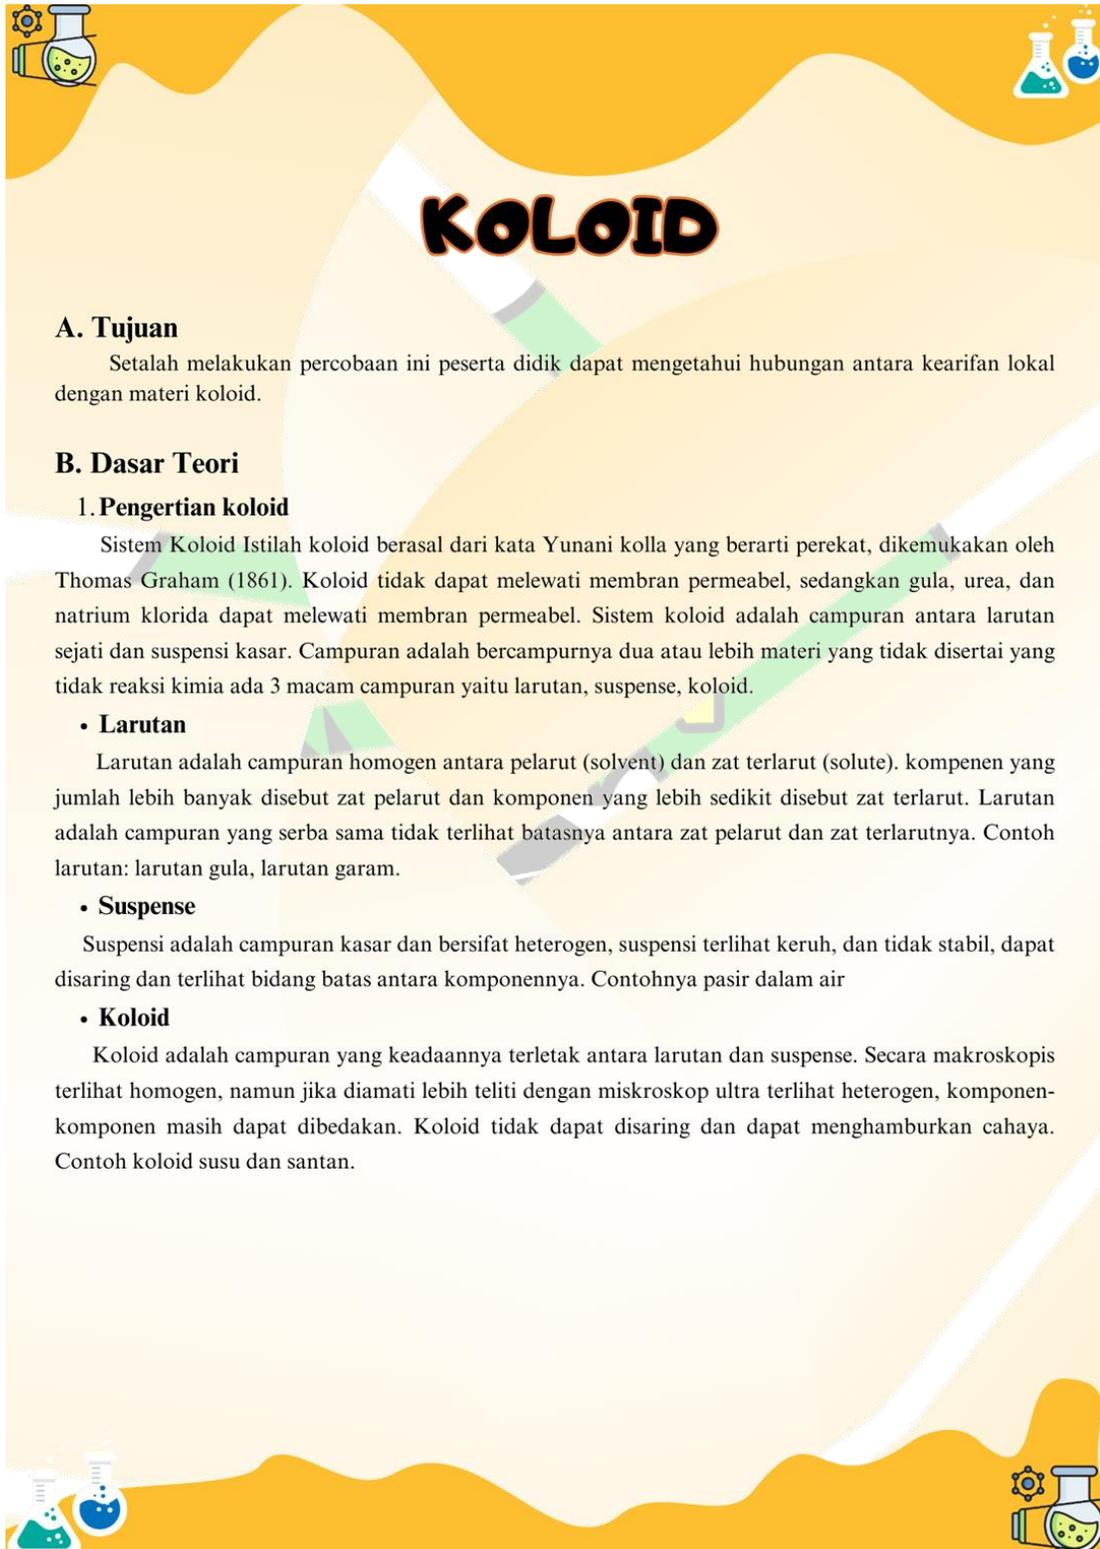 KOLOID
A. Tujuan
Setalah melakukan percobaan ini peserta didik dapat mengetahui hubungan antara kearifan lokal
dengan materi koloid.
B. Dasar Teori
1. Pengertian koloid
Sistem Koloid Istilah koloid berasal dari kata Yunani kolla yang berarti perekat, dikemukakan oleh
Thomas Graham (1861). Koloid tidak dapat melewati membran permeabel, sedangkan gula, urea, dan
natrium klorida dapat melewati membran permeabel. Sistem koloid adalah campuran antara larutan
sejati dan suspensi kasar. Campuran adalah bercampurnya dua atau lebih materi yang tidak disertai yang
tidak reaksi kimia ada 3 macam campuran yaitu larutan, suspense, koloid.
• Larutan
Larutan adalah campuran homogen antara pelarut (solvent) dan zat terlarut (solute). kompenen yang
jumlah lebih banyak disebut zat pelarut dan komponen yang lebih sedikit disebut zat terlarut. Larutan
adalah campuran yang serba sama tidak terlihat batasnya antara zat pelarut dan zat terlarutnya. Contoh
larutan: larutan gula, larutan garam.
• Suspense
Suspensi adalah campuran kasar dan bersifat heterogen, suspensi terlihat keruh, dan tidak stabil, dapat
disaring dan terlihat bidang batas antara komponennya. Contohnya pasir dalam air
• Koloid
Koloid adalah campuran yang keadaannya terletak antara larutan dan suspense. Secara makroskopis
terlihat homogen, namun jika diamati lebih teliti dengan miskroskop ultra terlihat heterogen, komponen-
komponen masih dapat dibedakan. Koloid tidak dapat disaring dan dapat menghamburkan cahaya.
Contoh koloid susu dan santan.